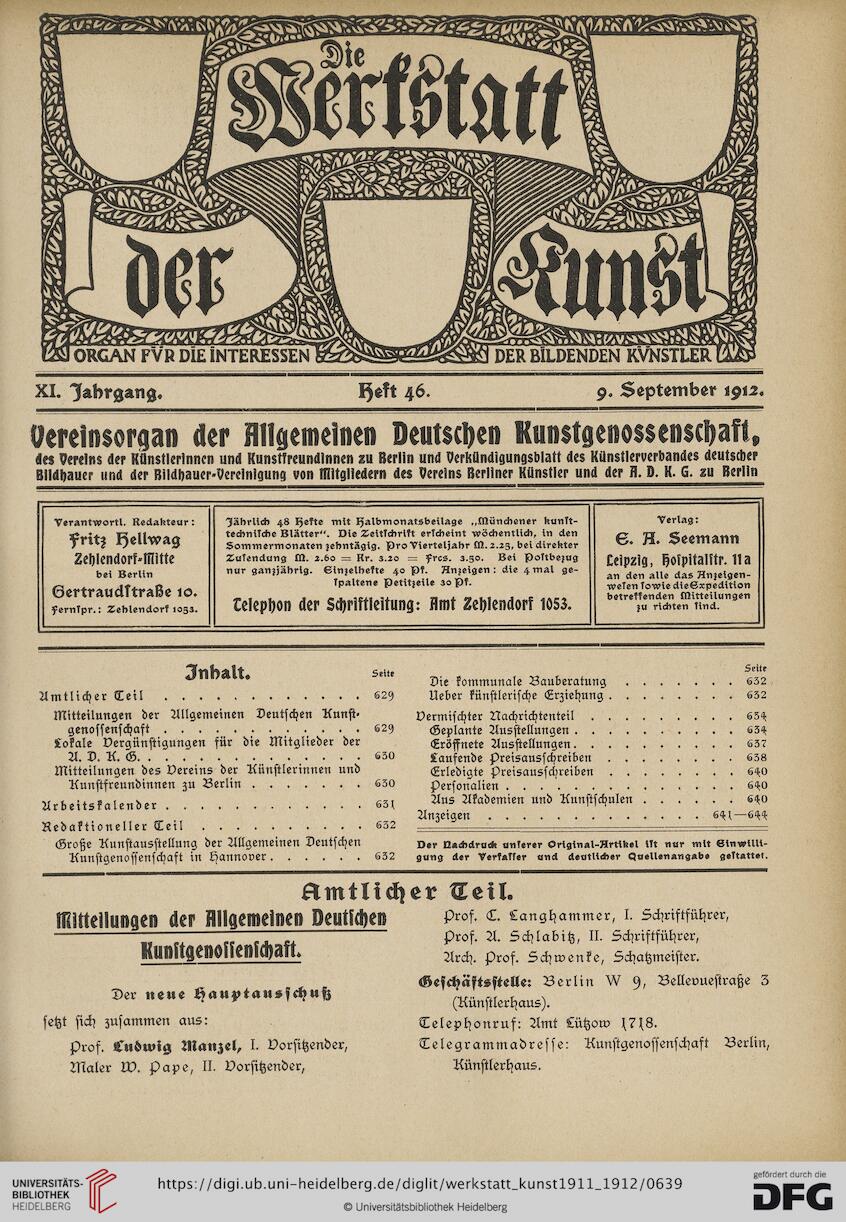 Die
Werkstatt
der
Kunst
ORGAN FVR DIE INTERESSEN
DER BILDENDEN KVNSTLER
XI. Jahrgang.
Heft 46.
9. September 1912.
Vereinsorgan der Allgemeinen Deutschen Kunstgenossenschaft,
des Vereins der Künstlerinnen und Kunstfreundinnen zu Berlin und Verkündigungsblatt des Künstlerverbandes deutscher
Bildhauer und der Bildhauer-Vereinigung von Mitgliedern des Vereins Berliner Künstler und der A. D. K. G. zu Berlin
Verantwortl. Redakteur:
Fritz Hellwag
Zehlendorf-Mitte
bei Berlin
Gertraudstraße 10.
Fernspr.: Zehlendorf 1053.
Jährlich 48 Hefte mit Halbmonatsbeilage „Münchener kunst-
technische Blätter“. Die Zeitschrift erscheint wöchentlich, in den
Sommermonaten zehntägig. Pro Vierteljahr M. 2.25, bei direkter
Zusendung M. 2.60 = Kr. 3.20 = Frcs. 3.50. Bei Postbezug
nur ganzjährig. Einzelhefte 40 Pf. Anzeigen: die 4 mal ge-
spaltene Petitzeile 30 Pf.
Telephon der Schriftleitung: Amt Zehlendorf 1053.
Verlag:
E. A. Seemann
Leipzig, Hospitalstr. 11a
an den alle das Anzeigen-
wesen sowie die Expedition
betreffenden Mitteilungen
zu richten sind.
Inhalt.
Seite
Amtlicher Teil . . . . . . . . . . . . 629
Mitteilungen der Allgemeinen Deutschen Kunst-
genossenschaft . . . . . . . . . . . . 629
Lokale Vergünstigungen für die Mitglieder der
A. D. K. G. . . . . . . . . . . . . . 630
Mitteilungen des Vereins der Künstlerinnen und
Kunstfreundinnen zu Berlin . . . . . . 630
Arbeitskalender . . . . . . . . . . . . 631
Redaktioneller Teil . . . . . . . . . . 632
Große Kunstausstellung der Allgemeinen Deutschen
Kunstgenossenschaft in Hannover . . . . . . 632
Seite
Die kommunale Bauberatung . . . . . . . 632
Ueber künstlerische Erziehung . . . . . . . 632
Vermischter Nachrichtenteil . . . . . . . . . 634
Geplante Ausstellungen . . . . . . . . . . 634
Eröffnete Ausstellungen . . . . . . . . . . 637
Laufende Preisausschreiben . . . . . . . . 638
Erledigte Preisausschreiben . . . . . . . . 640
Personalien . . . . . . . . . . . . . . 640
Aus Akademien und Kunstschulen . . . . . 640
Anzeigen . . . . . . . . . . . . . 641—644
Der Nachdruck unserer Original-Artikel ist nur mit Einwilli-
gung der Verfasser und deutlicher Quellenangabe gestattet.
Amtlicher Teil.
Mitteilungen der Allgemeinen Deutschen
Kunstgenossenschaft.
Der neue Hauptausschuß
setzt sich zusammen aus:
Prof. Ludwig Manzel, I. Vorsitzender,
Maler W. Pape, II. Vorsitzender,
Prof. C. Langhammer, I. Schriftführer,
Prof. A. Schlabitz, II. Schriftführer,
Arch. Prof. Schwenke, Schatzmeister.
Geschäftsstelle: Berlin W 9, Bellevuestraße 3
(Künstlerhaus).
Telephonruf: Amt Lützow 1718.
Telegrammadresse: Kunstgenossenschaft Berlin,
Künstlerhaus.
UNIVERSITÄTS-
BIBLIOTHEK
HEIDELBERG
https://digi.ub.uni-heidelberg.de/diglit/werkstatt_kunst1911_1912/0639
© Universitätsbibliothek Heidelberg
gefördert durch die
DFG